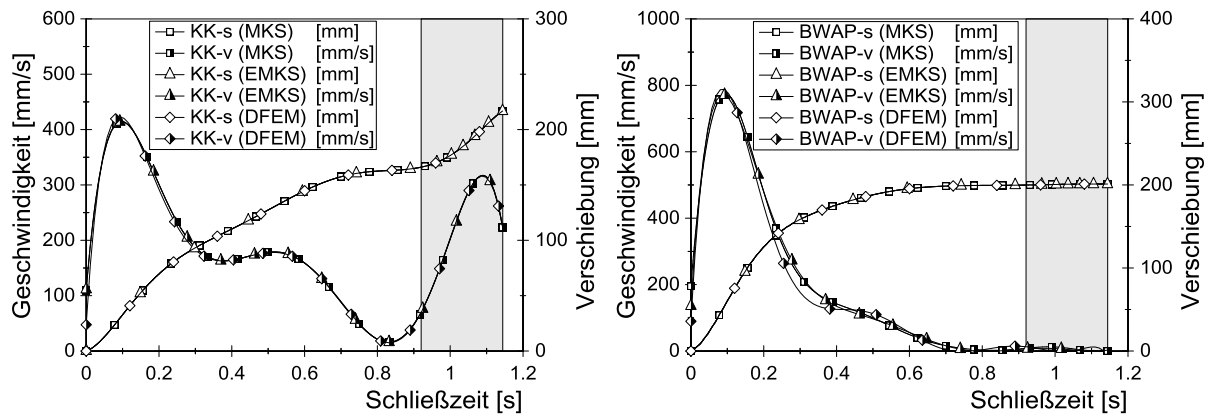 600
500
400
300
200
100
0
Geschwindigkeit [mm/s]
KK-s (MKS) [mm]
KK-v (MKS) [mm/s]
KK-s (EMKS) [mm]
KK-v (EMKS) [mm/s]
KK-s (DFEM) [mm]
KK-v (DFEM) [mm/s]
300
200
100
0
Verschiebung [mm]
0 0.2 0.4 0.6 0.8 1 1.2
Schließzeit [s]
1000
800
600
400
200
0
Geschwindigkeit [mm/s]
BWAP-s (MKS) [mm]
BWAP-v (MKS) [mm/s]
BWAP-s (EMKS) [mm]
BWAP-v (EMKS) [mm/s]
BWAP-s (DFEM) [mm]
BWAP-v (DFEM) [mm/s]
400
300
200
100
0
Verschiebung [mm]
0 0.2 0.4 0.6 0.8 1 1.2
Schließzeit [s]